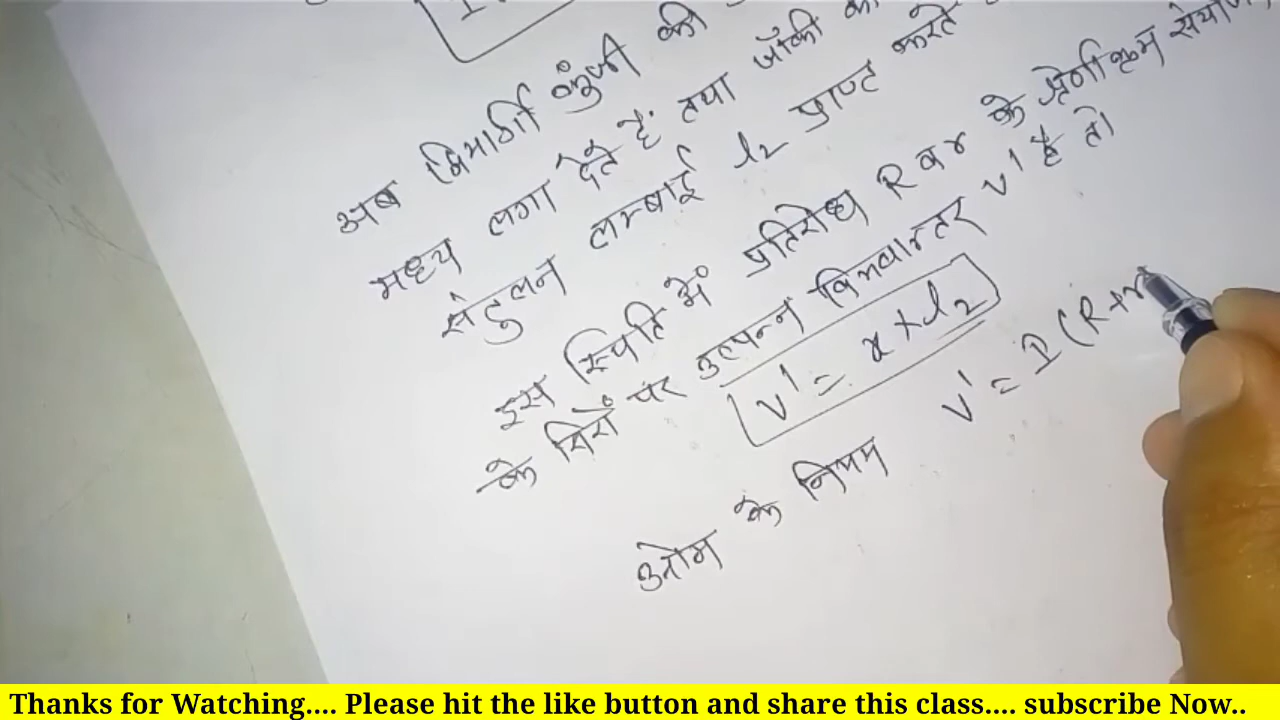 अब द्विमार्गी कुंजी की
मध्य लगा देते हैं तथा जॉकी
संतुलन लम्बाई l₂ प्राप्त करते
इस स्थिति में प्रतिरोध R व r के श्रेणीक्रम संयोजन
के सिरों पर उत्पन्न विभवान्तर V' है तो
V' = x × l₂
ओम के नियम V' = I (R+r
Thanks for Watching.... Please hit the like button and share this class.... subscribe Now..